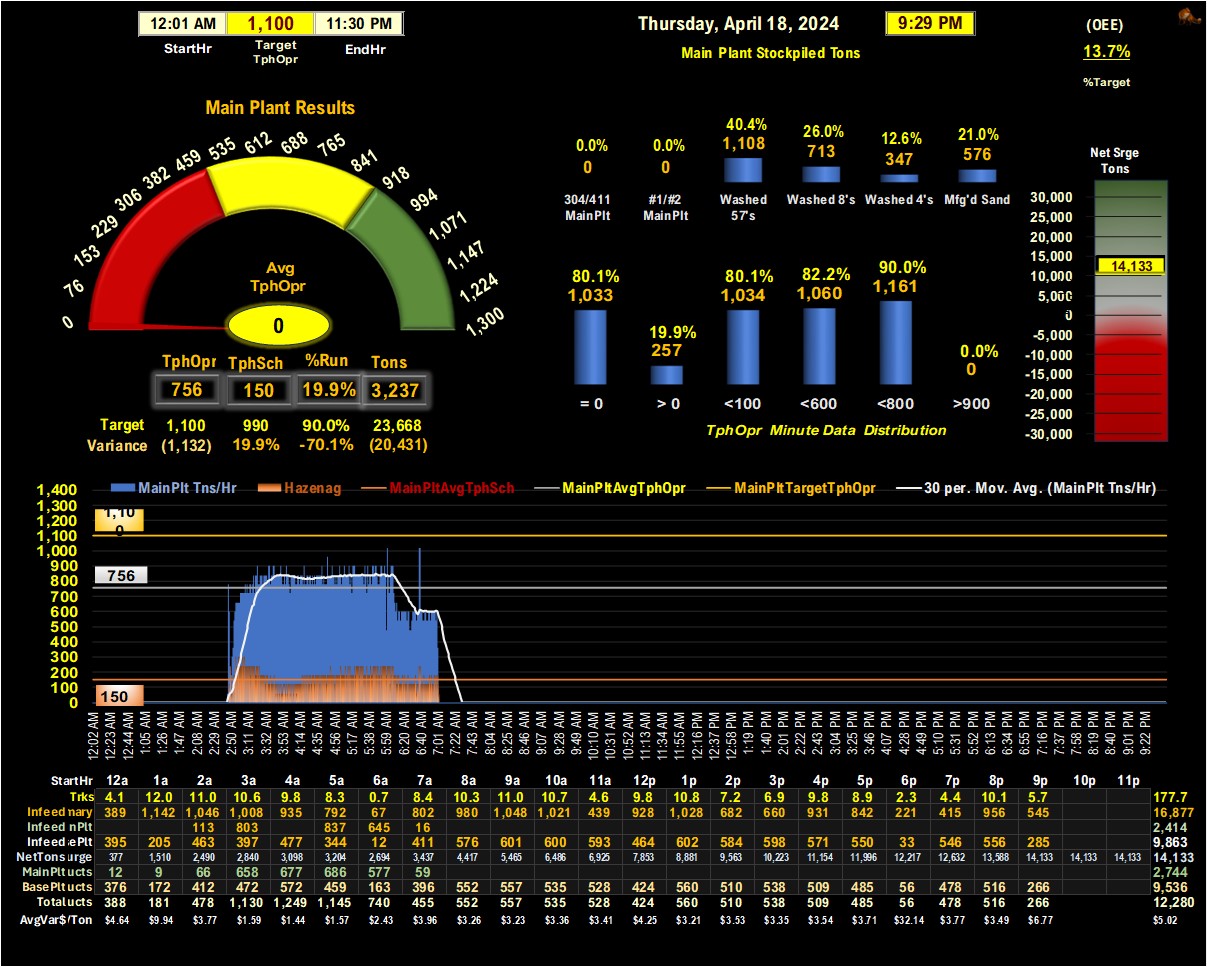 12:01 AM 1,100 11:30 PM
StartHr Target TphOpr EndHr
Thursday, April 18, 2024 9:29 PM
Main Plant Stockpiled Tons
(OEE)
13.7%
%Target
Main Plant Results
0 76 153 229 306 382 459 535 612 688 765 841 918 994 1,071 1,147 1,224 1,300
Avg
TphOpr
0
TphOpr TphSch %Run Tons
756 150 19.9% 3,237
Target 1,100 990 90.0% 23,668
Variance (1,132) 19.9% -70.1% (20,431)
0.0% 0.0% 40.4% 26.0% 12.6% 21.0%
0 0 1,108 713 347 576
304/411 #1/#2 Washed Washed 8's Washed 4's Mfg'd Sand
MainPlt MainPlt 57's
80.1% 19.9% 80.1% 82.2% 90.0% 0.0%
1,033 257 1,034 1,060 1,161 0
= 0 > 0 <100 <600 <800 >900
TphOpr Minute Data Distribution
Net Srge
Tons
30,000
25,000
20,000
15,000
14,133
10,000
5,000
0
-5,000
-10,000
-15,000
-20,000
-25,000
-30,000
MainPlt Tns/Hr Hazenag MainPltAvgTphSch MainPltAvgTphOpr MainPltTargetTphOpr 30 per. Mov. Avg. (MainPlt Tns/Hr)
1,400
1,300
1,200
1,100
1,000
900
800
700
600
500
400
300
200
100
0
1,10
0
756
150
12:02 AM 12:23 AM 12:44 AM 1:05 AM 1:26 AM 1:47 AM 2:08 AM 2:29 AM 2:50 AM 3:11 AM 3:32 AM 3:53 AM 4:14 AM 4:35 AM 4:56 AM 5:17 AM 5:38 AM 5:59 AM 6:20 AM 6:40 AM 7:01 AM 7:22 AM 7:43 AM 8:04 AM 8:25 AM 8:46 AM 9:07 AM 9:28 AM 9:49 AM 10:10 AM 10:31 AM 10:52 AM 11:13 AM 11:34 AM 11:55 AM 12:16 PM 12:37 PM 12:58 PM 1:19 PM 1:40 PM 2:01 PM 2:22 PM 2:43 PM 3:04 PM 3:25 PM 3:46 PM 4:07 PM 4:28 PM 4:49 PM 5:10 PM 5:31 PM 5:52 PM 6:13 PM 6:34 PM 6:55 PM 7:16 PM 7:37 PM 7:58 PM 8:19 PM 8:40 PM 9:01 PM 9:22 PM
StartHr 12a 1a 2a 3a 4a 5a 6a 7a 8a 9a 10a 11a 12p 1p 2p 3p 4p 5p 6p 7p 8p 9p 10p 11p
Trks 4.1 12.0 11.0 10.6 9.8 8.3 0.7 8.4 10.3 11.0 10.7 4.6 9.8 10.8 7.2 6.9 9.8 8.9 2.3 4.4 10.1 5.7 177.7
Infeed mary 389 1,142 1,046 1,008 935 792 67 802 980 1,048 1,021 439 928 1,028 682 660 931 842 221 415 956 545 16,877
Infeed nPlt 113 803 837 645 16 2,414
Infeed ePlt 395 205 463 397 477 344 12 411 576 601 600 593 464 602 584 598 571 550 33 546 556 285 9,863
NetTons urge 377 1,510 2,490 2,840 3,098 3,204 2,694 3,437 4,417 5,465 6,486 6,925 7,853 8,881 9,563 10,223 11,154 11,996 12,217 12,632 13,588 14,133 14,133 14,133 14,133
MainPlt ucts 12 9 66 658 677 686 577 59 2,744
BasePlt ucts 376 172 412 472 572 459 163 396 552 557 535 528 424 560 510 538 509 485 56 478 516 266 9,536
Total ucts 388 181 478 1,130 1,249 1,145 740 455 552 557 535 528 424 560 510 538 509 485 56 478 516 266 12,280
AvgVar$/Ton $4.64 $9.94 $3.77 $1.59 $1.44 $1.57 $2.43 $3.96 $3.26 $3.23 $3.36 $3.41 $4.25 $3.21 $3.53 $3.35 $3.54 $3.71 $32.14 $3.77 $3.49 $6.77 $5.02